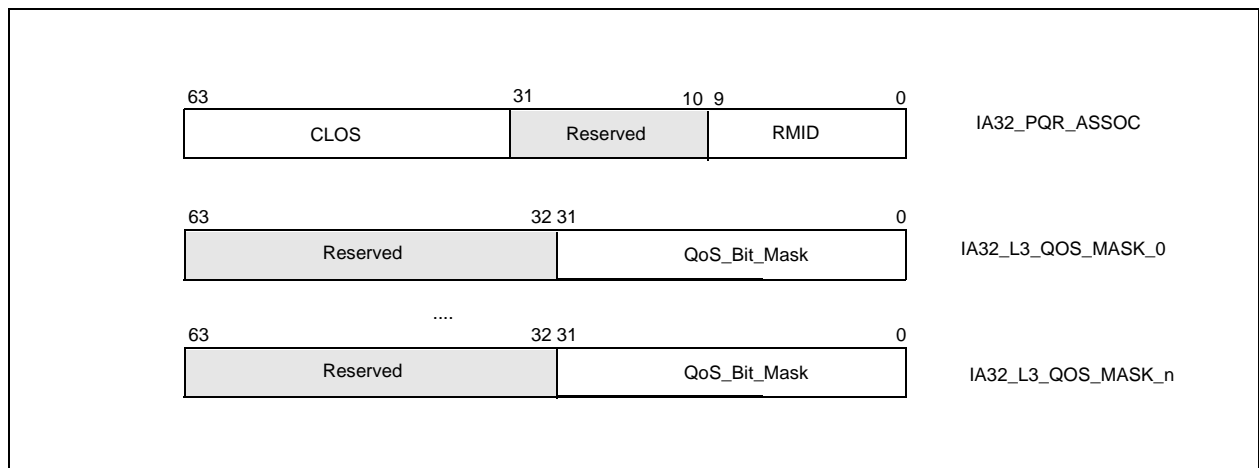 63 31 10 9 0
CLOS Reserved RMID IA32_PQR_ASSOC
63 32 31 0
Reserved QoS_Bit_Mask IA32_L3_QOS_MASK_0
....
63 32 31 0
Reserved QoS_Bit_Mask IA32_L3_QOS_MASK_n